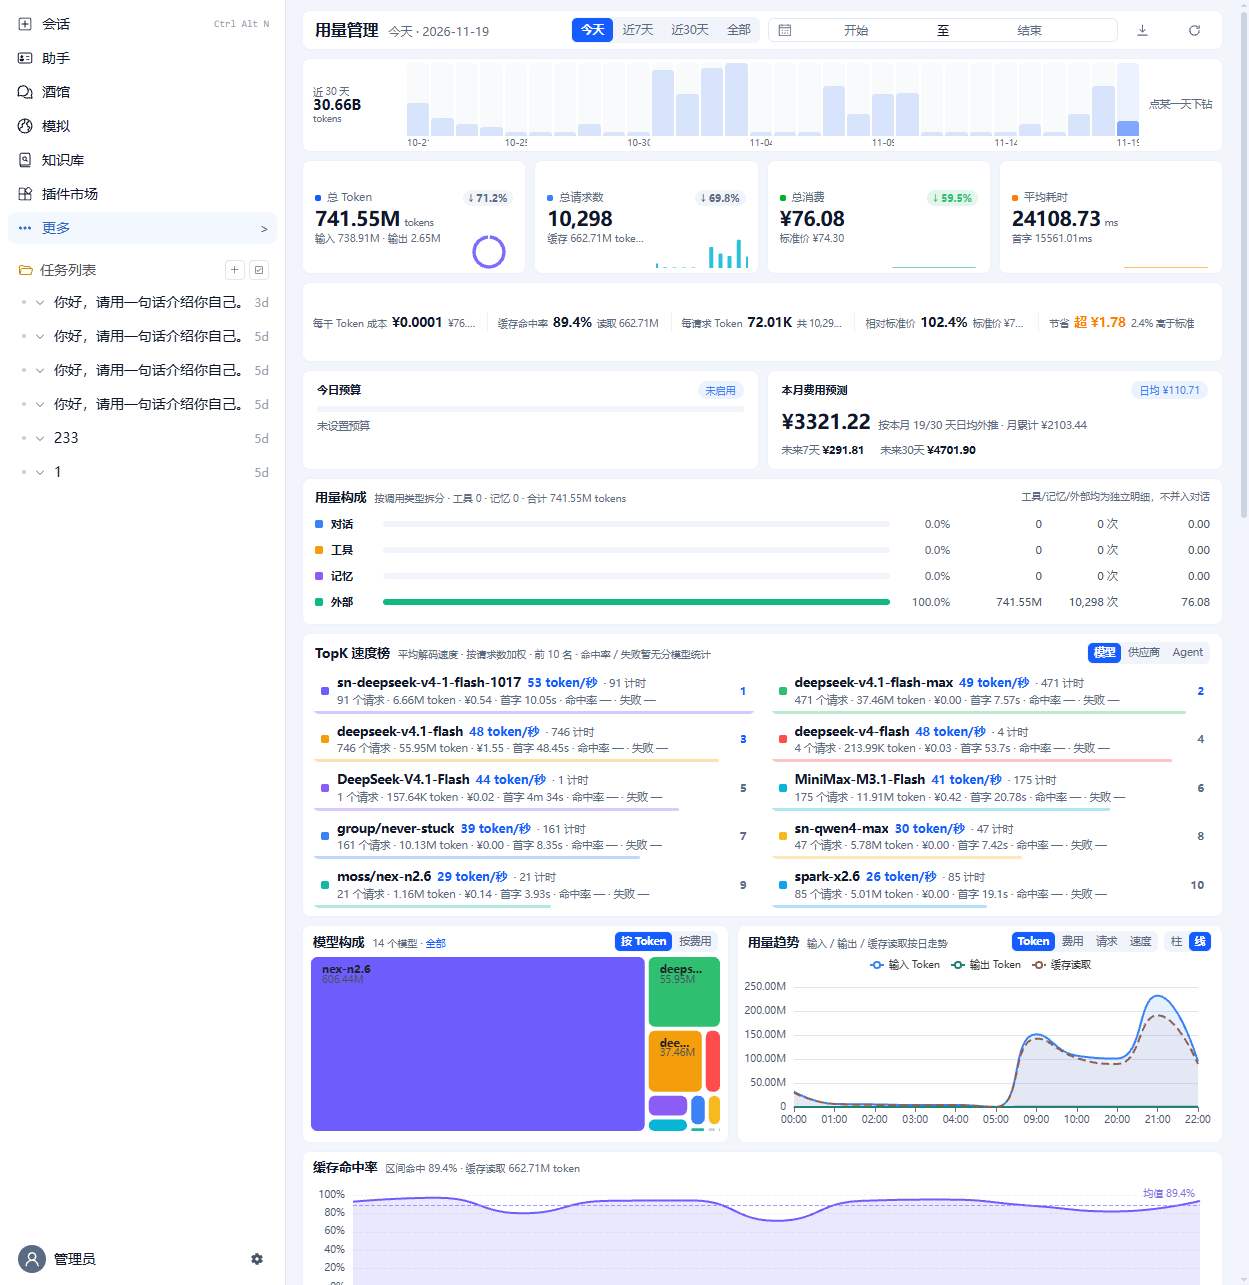 会话 Ctrl Alt N
助手
酒馆
模拟
知识库
插件市场
更多 >
任务列表
你好，请用一句话介绍你自己。 3d
你好，请用一句话介绍你自己。 5d
你好，请用一句话介绍你自己。 5d
你好，请用一句话介绍你自己。 5d
233 5d
1 5d
管理员
用量管理 今天 · 2026-11-19
今天 近7天 近30天 全部 开始 至 结束
近 30 天
30.66B
tokens
点某一天下钻
10-2 10-25 10-30 11-04 11-09 11-14 11-19
总 Token ↓71.2%
741.55M tokens
输入 738.91M · 输出 2.65M
总请求数 ↓69.8%
10,298
缓存 662.71M toke...
总消费 ↓59.5%
¥76.08
标准价 ¥74.30
平均耗时
24108.73 ms
首字 15561.01ms
每千 Token 成本 ¥0.0001 ¥76....
缓存命中率 89.4% 读取 662.71M
每请求 Token 72.01K 共 10,29...
相对标准价 102.4% 标准价 ¥7...
节省 超 ¥1.78 2.4% 高于标准
今日预算 未启用
未设置预算
本月费用预测 日均 ¥110.71
¥3321.22 按本月 19/30 天日均外推 · 月累计 ¥2103.44
未来7天 ¥291.81 未来30天 ¥4701.90
用量构成 按调用类型拆分 · 工具 0 · 记忆 0 · 合计 741.55M tokens 工具/记忆/外部均为独立明细，不并入对话
对话 0.0% 0 0 次 0.00
工具 0.0% 0 0 次 0.00
记忆 0.0% 0 0 次 0.00
外部 100.0% 741.55M 10,298 次 76.08
TopK 速度榜 平均解码速度 · 按请求数加权 · 前 10 名 · 命中率 / 失败暂无分模型统计 模型 供应商 Agent
sn-deepseek-v4-1-flash-1017 53 token/秒 · 91 计时 1
91 个请求 · 6.66M token · ¥0.54 · 首字 10.05s · 命中率 — · 失败 —
deepseek-v4.1-flash-max 49 token/秒 · 471 计时 2
471 个请求 · 37.46M token · ¥0.00 · 首字 7.57s · 命中率 — · 失败 —
deepseek-v4.1-flash 48 token/秒 · 746 计时 3
746 个请求 · 55.95M token · ¥1.55 · 首字 48.45s · 命中率 — · 失败 —
deepseek-v4-flash 48 token/秒 · 4 计时 4
4 个请求 · 213.99K token · ¥0.03 · 首字 53.7s · 命中率 — · 失败 —
DeepSeek-V4.1-Flash 44 token/秒 · 1 计时 5
1 个请求 · 157.64K token · ¥0.02 · 首字 4m 34s · 命中率 — · 失败 —
MiniMax-M3.1-Flash 41 token/秒 · 175 计时 6
175 个请求 · 11.91M token · ¥0.42 · 首字 20.78s · 命中率 — · 失败 —
group/never-stuck 39 token/秒 · 161 计时 7
161 个请求 · 10.13M token · ¥0.00 · 首字 8.35s · 命中率 — · 失败 —
sn-qwen4-max 30 token/秒 · 47 计时 8
47 个请求 · 5.78M token · ¥0.00 · 首字 7.42s · 命中率 — · 失败 —
moss/nex-n2.6 29 token/秒 · 21 计时 9
21 个请求 · 1.16M token · ¥0.14 · 首字 3.93s · 命中率 — · 失败 —
spark-x2.6 26 token/秒 · 85 计时 10
85 个请求 · 5.01M token · ¥0.00 · 首字 19.1s · 命中率 — · 失败 —
模型构成 14 个模型 · 全部 按 Token 按费用
nex-n2.6
606.44M
deeps...
55.95M
dee...
37.46M
用量趋势 输入 / 输出 / 缓存读取按日走势 Token 费用 请求 速度 柱 线
输入 Token 输出 Token 缓存读取
250.00M
200.00M
150.00M
100.00M
50.00M
0
00:00 01:00 02:00 03:00 04:00 05:00 09:00 10:00 20:00 21:00 22:00
缓存命中率 区间命中 89.4% · 缓存读取 662.71M token
均值 89.4%
100%
80%
60%
40%
20%
0%